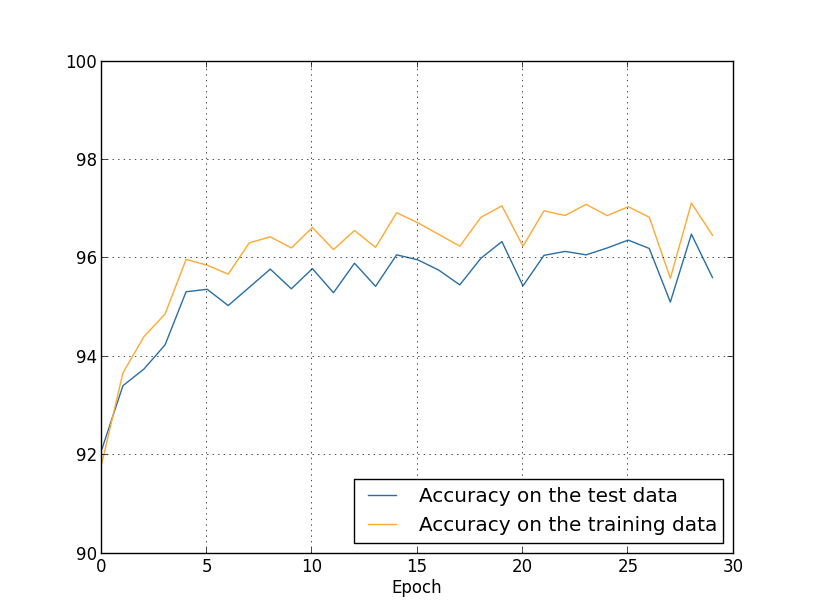 100
98
96
94
92
90
0 5 10 15 20 25 30
Epoch
Accuracy on the test data
Accuracy on the training data